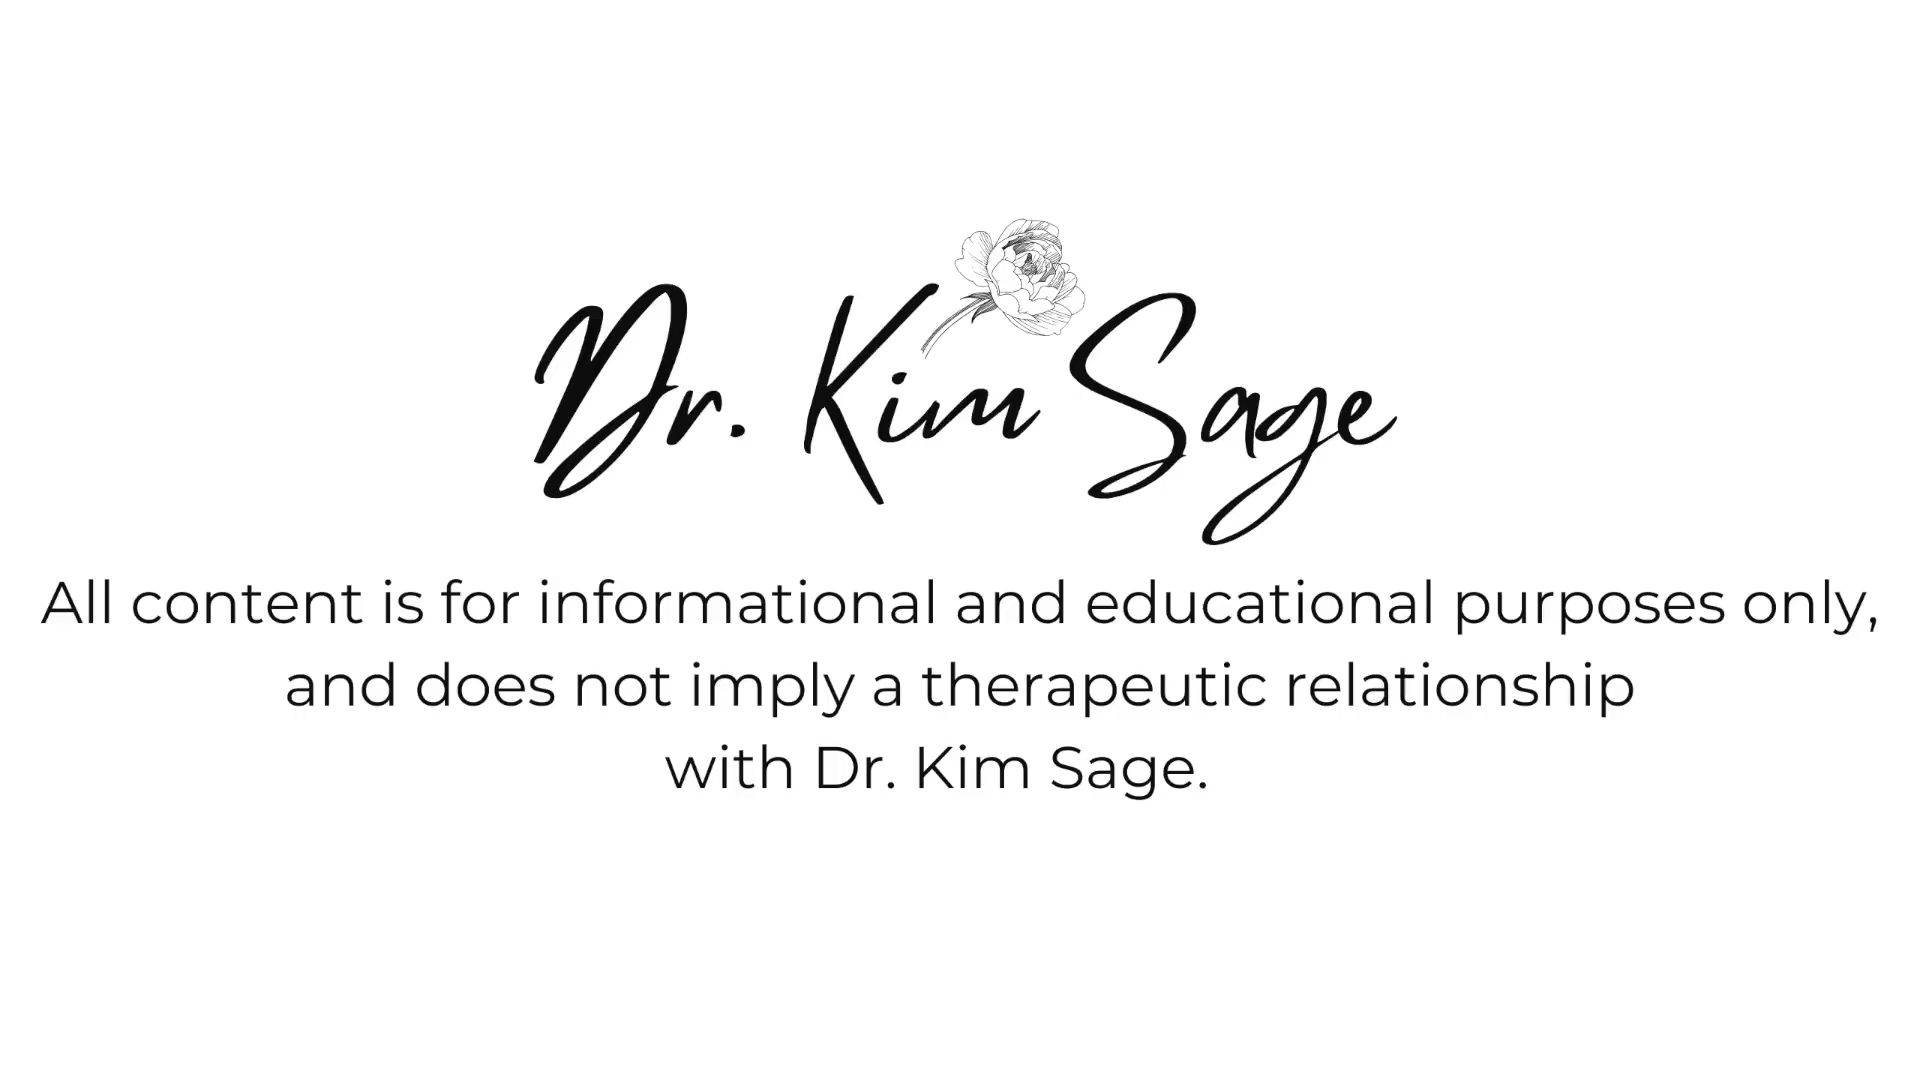 Dr. Kim Sage
All content is for informational and educational purposes only,
and does not imply a therapeutic relationship
with Dr. Kim Sage.